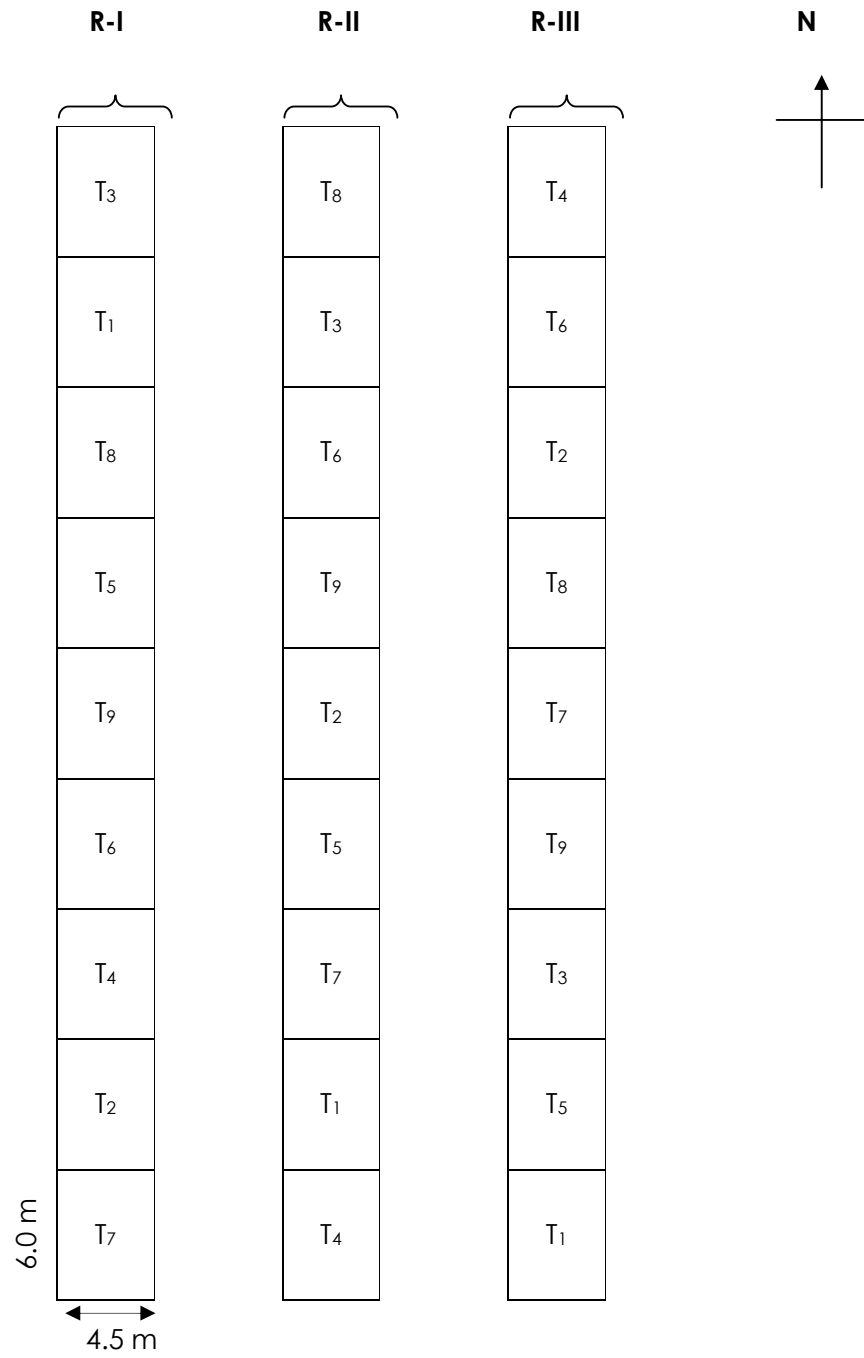 R-I R-II R-III N
T3 T8 T4
T1 T3 T6
T8 T6 T2
T5 T9 T8
T9 T2 T7
T6 T5 T9
T4 T7 T3
T2 T1 T5
T7 T4 T1
6.0 m
4.5 m